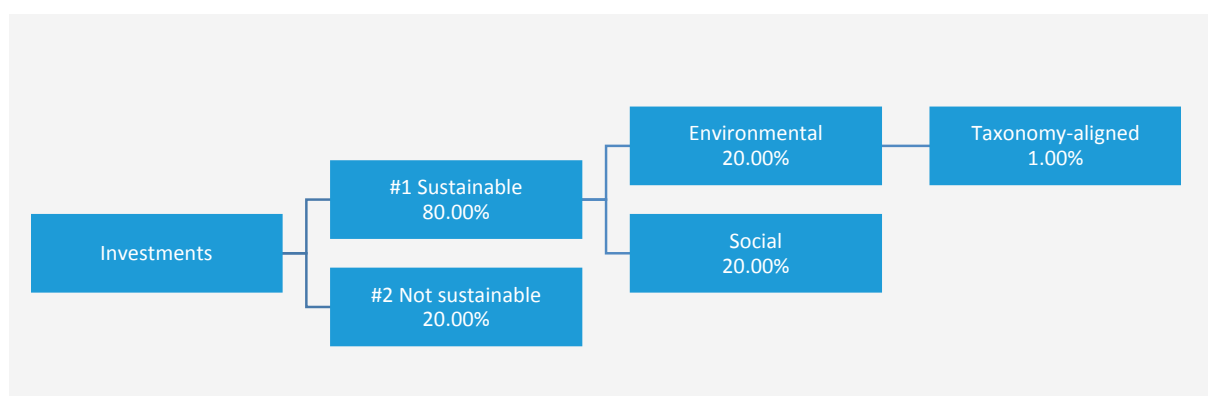 Investments
#1 Sustainable
80.00%
#2 Not sustainable
20.00%
Environmental
20.00%
Social
20.00%
Taxonomy-aligned
1.00%